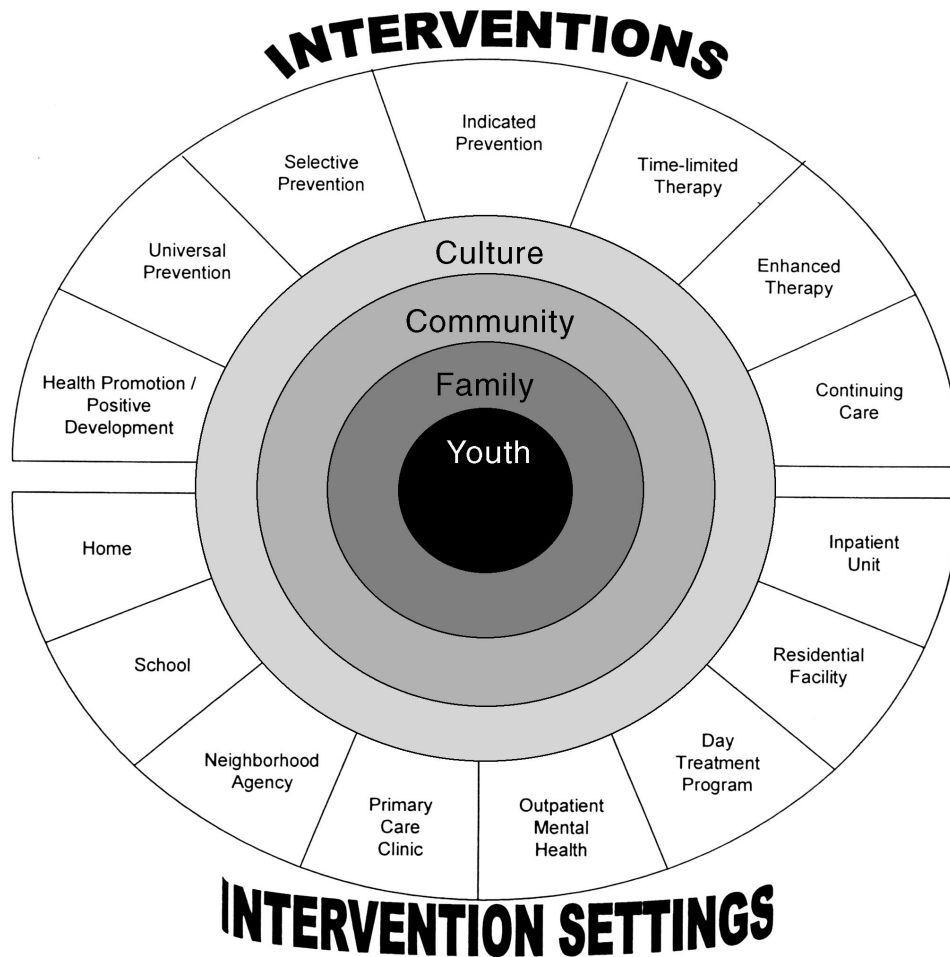 INTERVENTIONS
Indicated
Prevention
Selective
Prevention
Time-limited
Therapy
Universal
Prevention
Enhanced
Therapy
Health Promotion /
Positive
Development
Continuing
Care
Culture
Community
Family
Youth
Home
School
Neighborhood
Agency
Primary
Care
Clinic
Outpatient
Mental
Health
Day
Treatment
Program
Residential
Facility
Inpatient
Unit
INTERVENTION SETTINGS